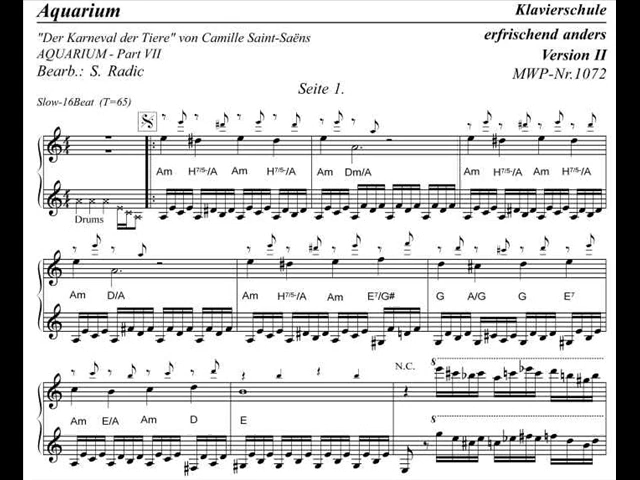 Aquarium
Klavierschule
"Der Karneval der Tiere" von Camille Saint-Saëns
erfrischend anders
AQUARIUM - Part VII
Version II
Bearb.: S. Radic
MWP-Nr.1072
Seite 1.
Slow-16Beat (T=65)
Am H7/5-/A Am H7/5-/A Am Dm/A Am H7/5-/A Am H7/5-/A
Drums
Am D/A Am H7/5-/A Am E7/G# G A/G G E7
N.C. 8
Am E/A Am D E
8